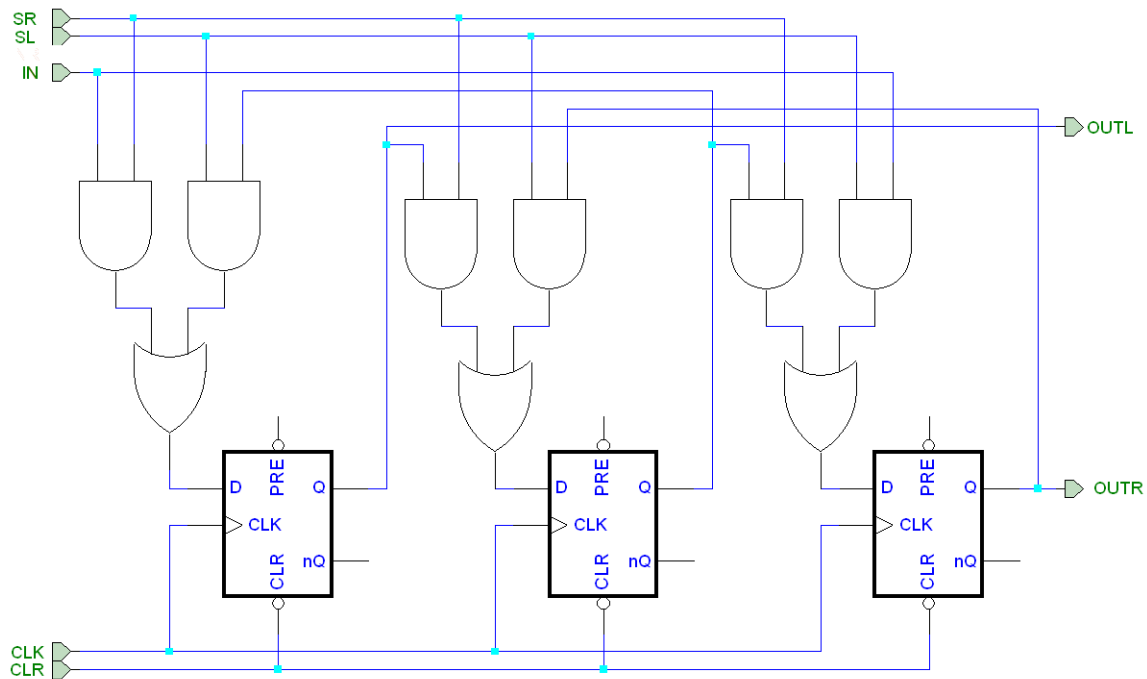 SR
SL
IN
OUTL
PRE
D
Q
CLK
nQ
CLR
PRE
D
Q
CLK
nQ
CLR
PRE
D
Q
CLK
nQ
CLR
OUTR
CLK
CLR